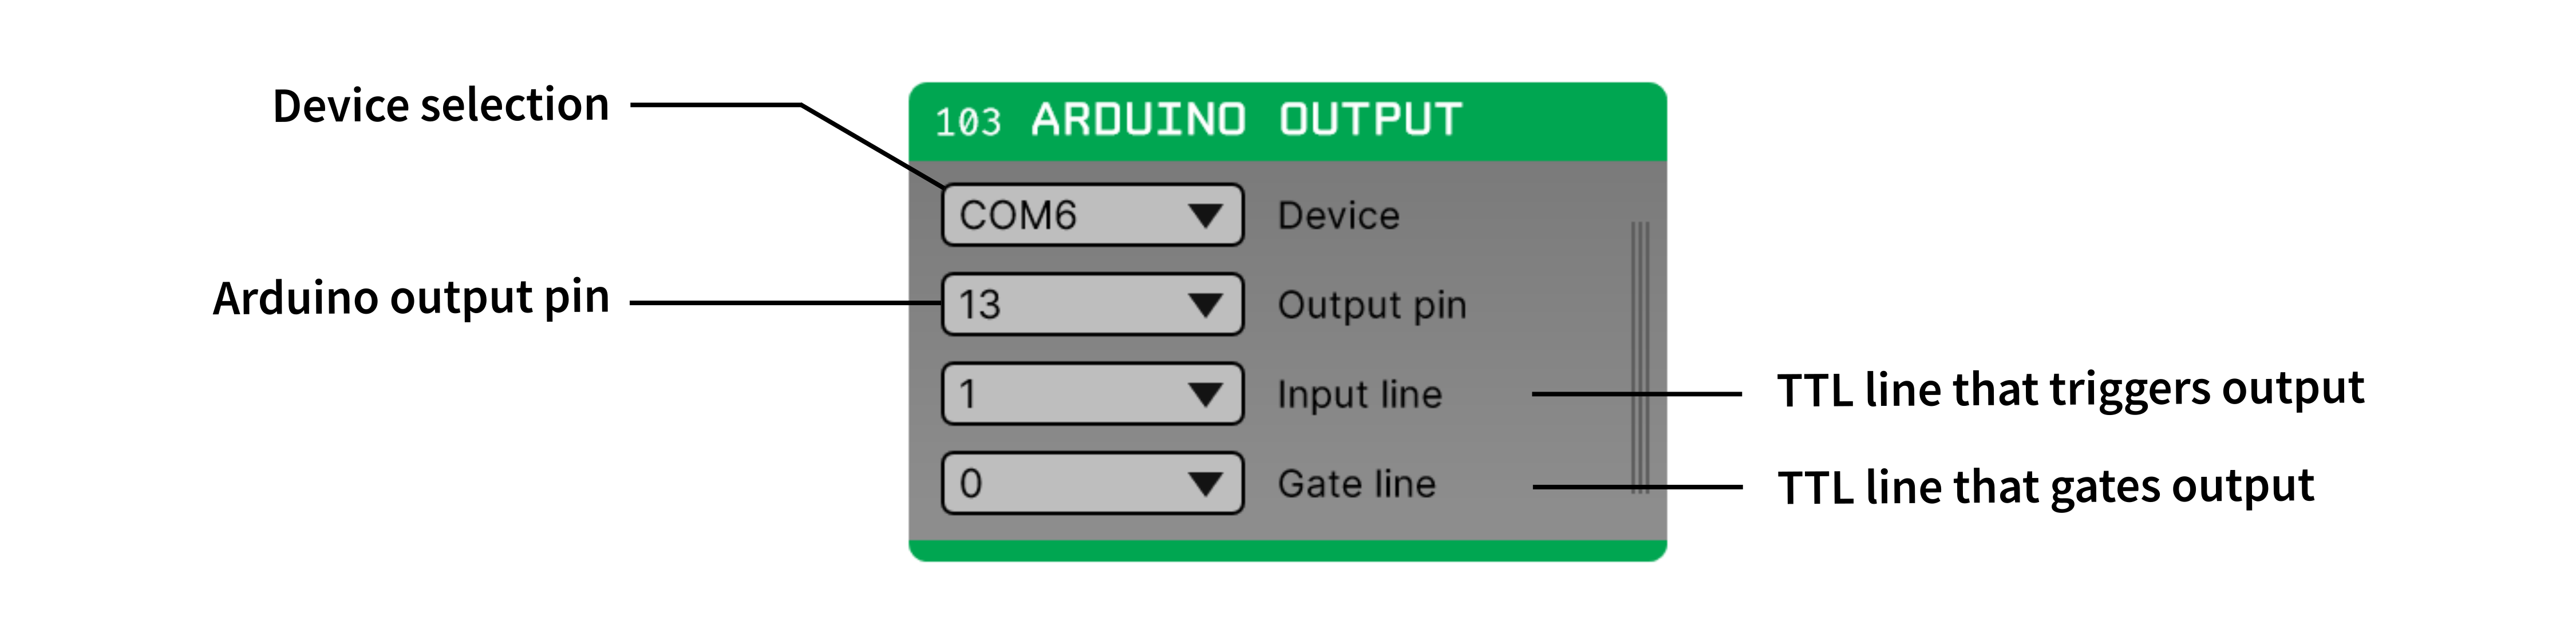 Device selection
103 ARDUINO OUTPUT
COM6 Device
Arduino output pin
13 Output pin
1 Input line
TTL line that triggers output
0 Gate line
TTL line that gates output